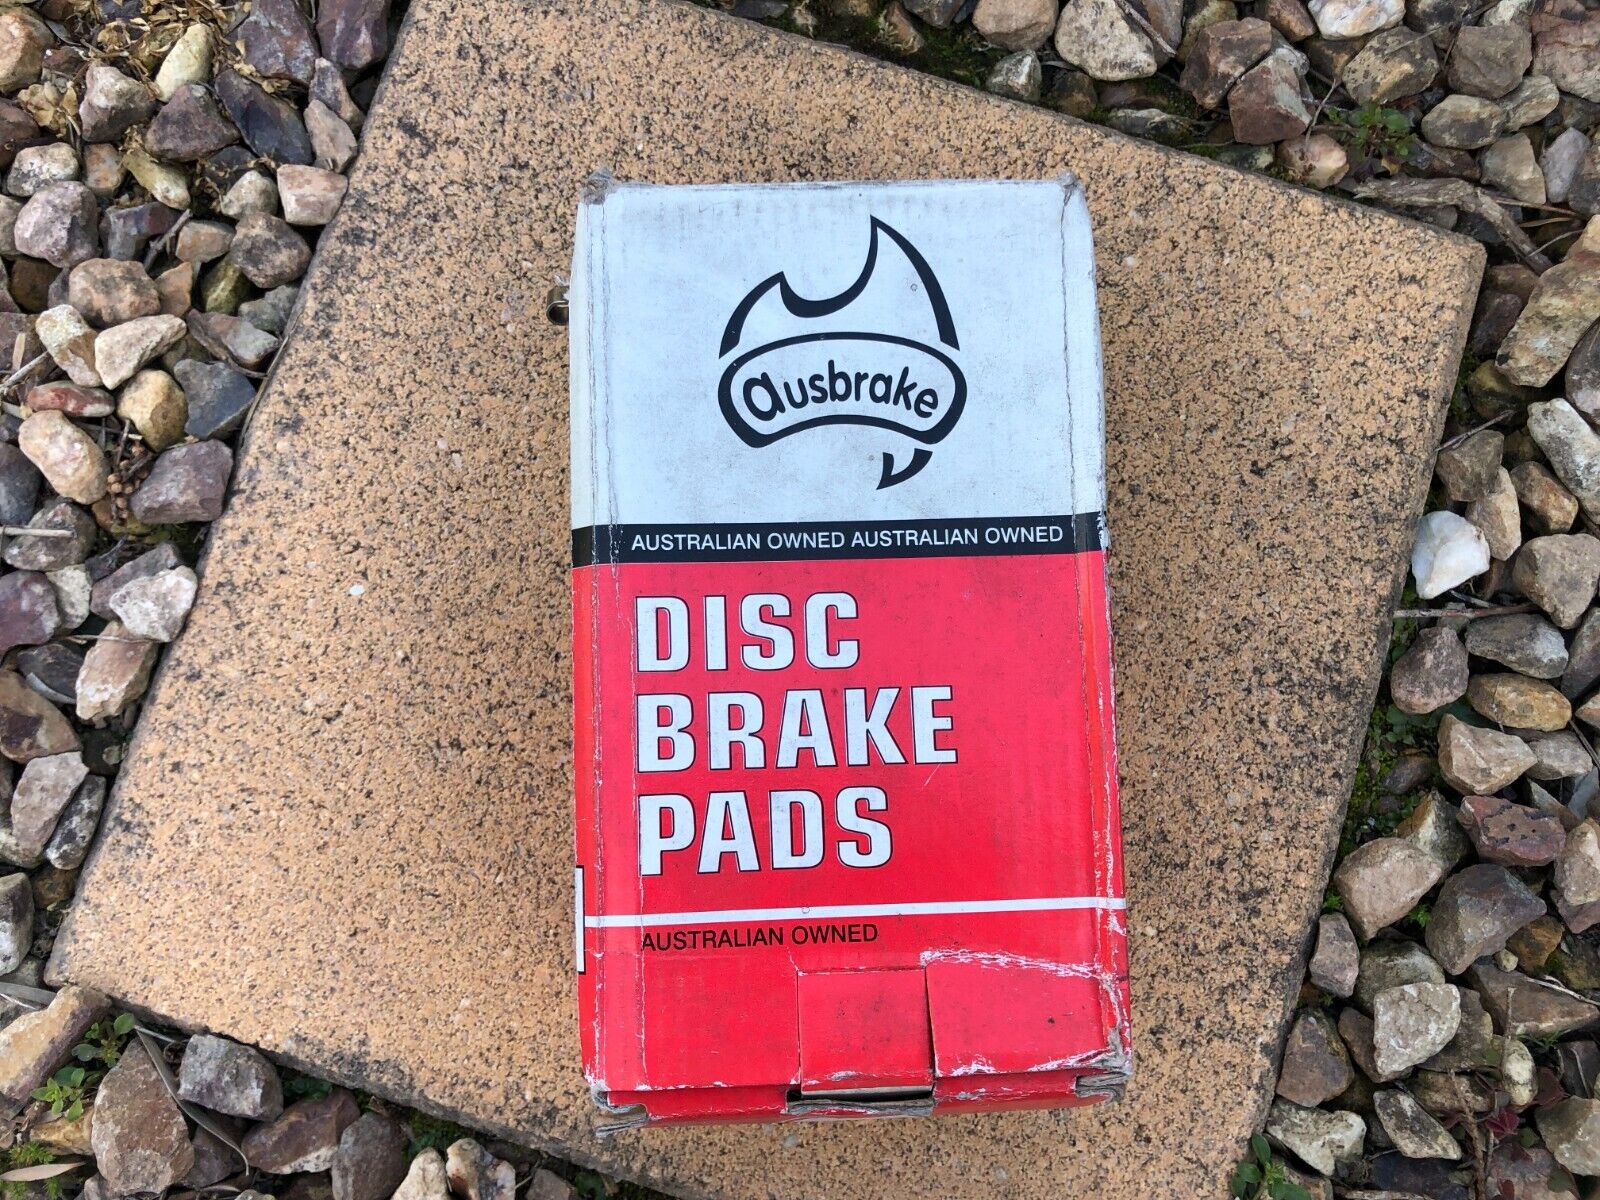 ausbrake
AUSTRALIAN OWNED AUSTRALIAN OWNED
DISC
BRAKE
PADS
AUSTRALIAN OWNED